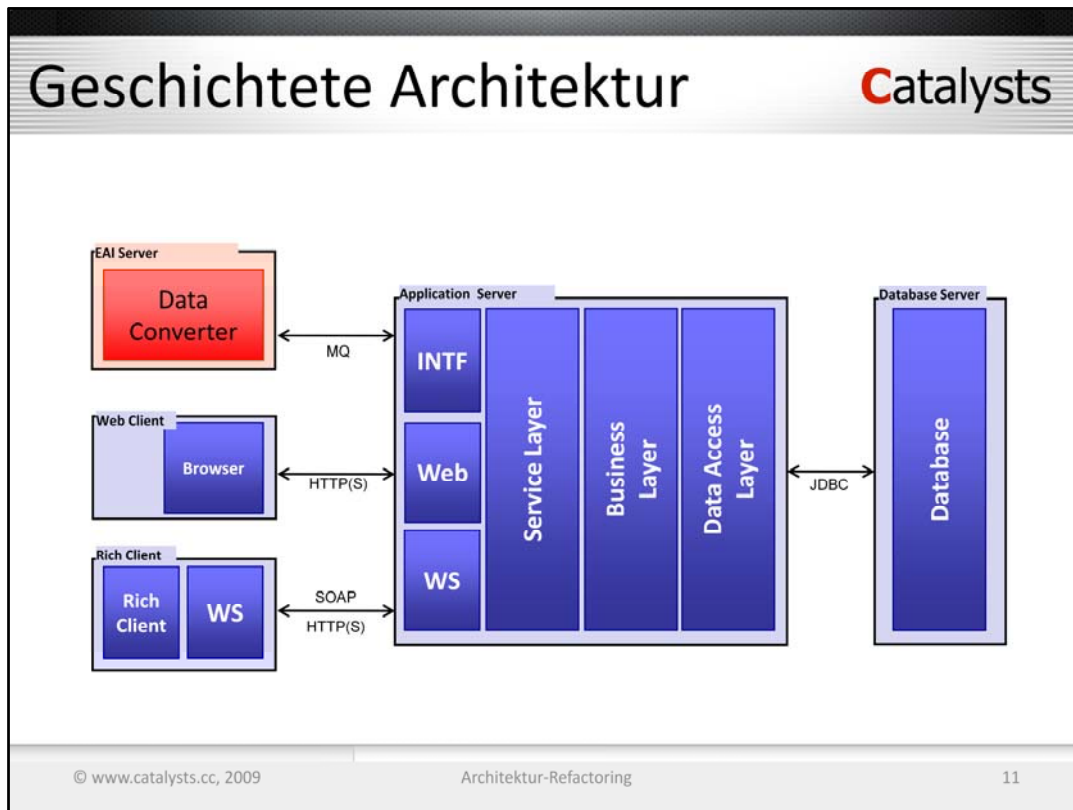 Geschichtete Architektur
Catalysts
EAI Server
Data
Converter
MQ
Web Client
Browser
HTTP(S)
Rich Client
Rich
Client
WS
SOAP
HTTP(S)
Application Server
INTF
Web
WS
Service Layer
Business
Layer
Data Access
Layer
JDBC
Database Server
Database
© www.catalysts.cc, 2009
Architektur-Refactoring
11